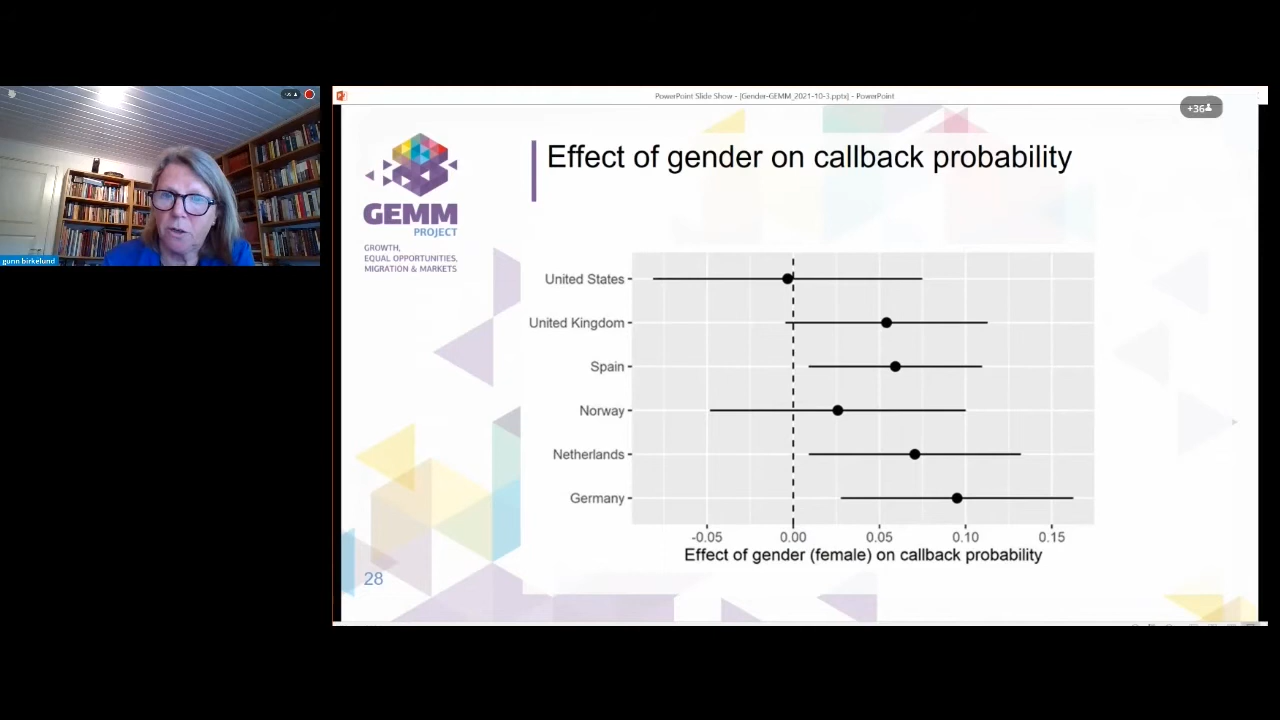 PowerPoint Slide Show - [Gender-GEMM_2021-10-3.pptx] - PowerPoint
+36
gunn birkelund
GEMM
PROJECT
GROWTH,
EQUAL OPPORTUNITIES,
MIGRATION & MARKETS
Effect of gender on callback probability
United States
United Kingdom
Spain
Norway
Netherlands
Germany
-0.05 0.00 0.05 0.10 0.15
Effect of gender (female) on callback probability
28